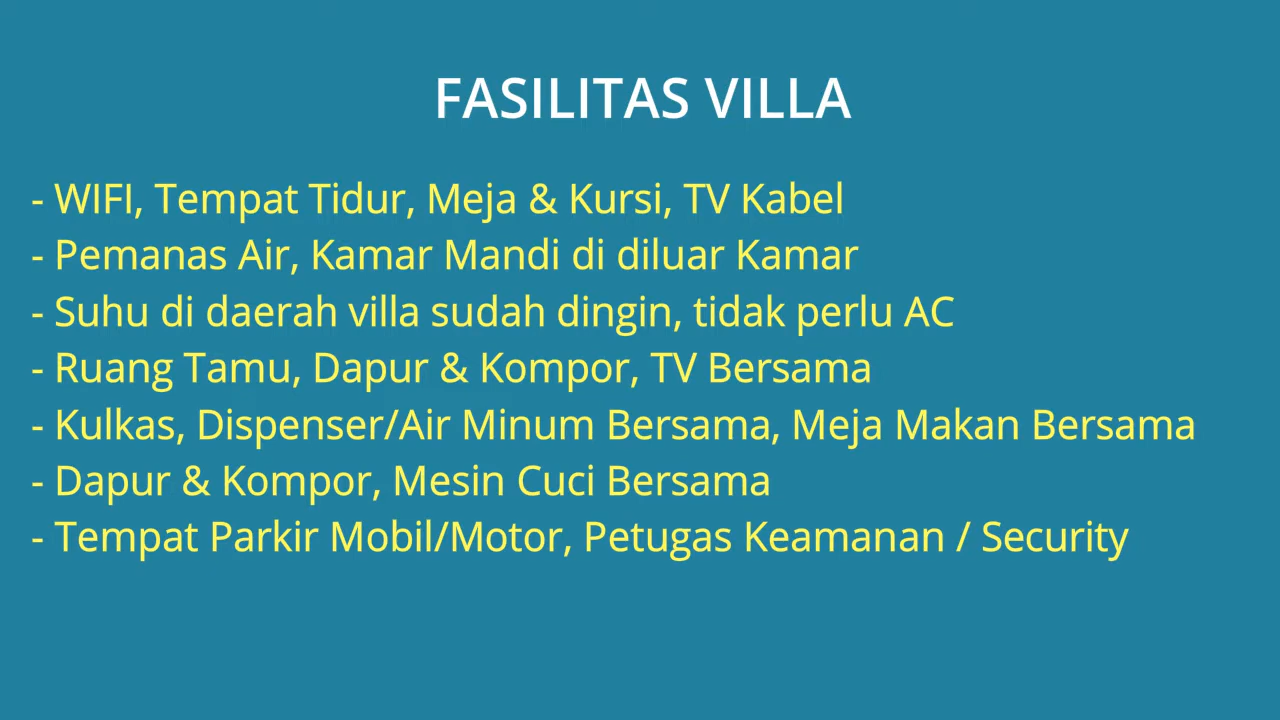 FASILITAS VILLA
- WIFI, Tempat Tidur, Meja & Kursi, TV Kabel
- Pemanas Air, Kamar Mandi di diluar Kamar
- Suhu di daerah villa sudah dingin, tidak perlu AC
- Ruang Tamu, Dapur & Kompor, TV Bersama
- Kulkas, Dispenser/Air Minum Bersama, Meja Makan Bersama
- Dapur & Kompor, Mesin Cuci Bersama
- Tempat Parkir Mobil/Motor, Petugas Keamanan / Security